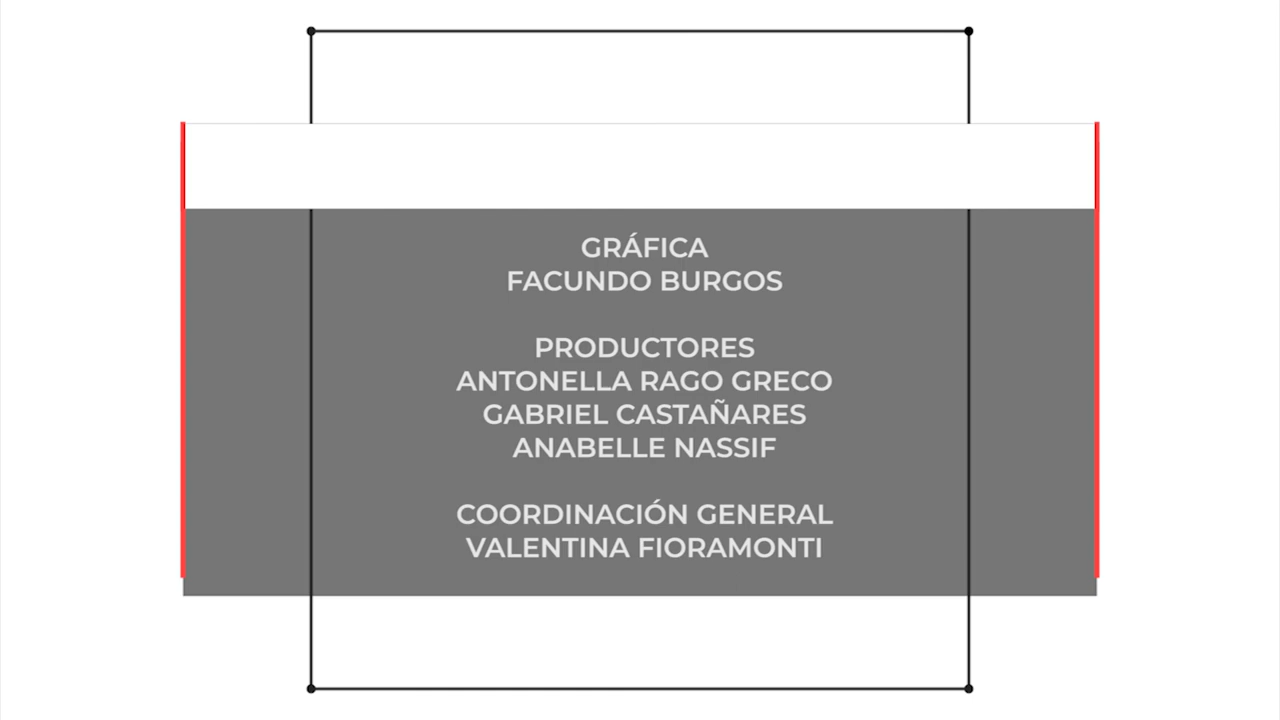 GRÁFICA
FACUNDO BURGOS
PRODUCTORES
ANTONELLA RAGO GRECO
GABRIEL CASTAÑARES
ANABELLE NASSIF
COORDINACIÓN GENERAL
VALENTINA FIORAMONTI